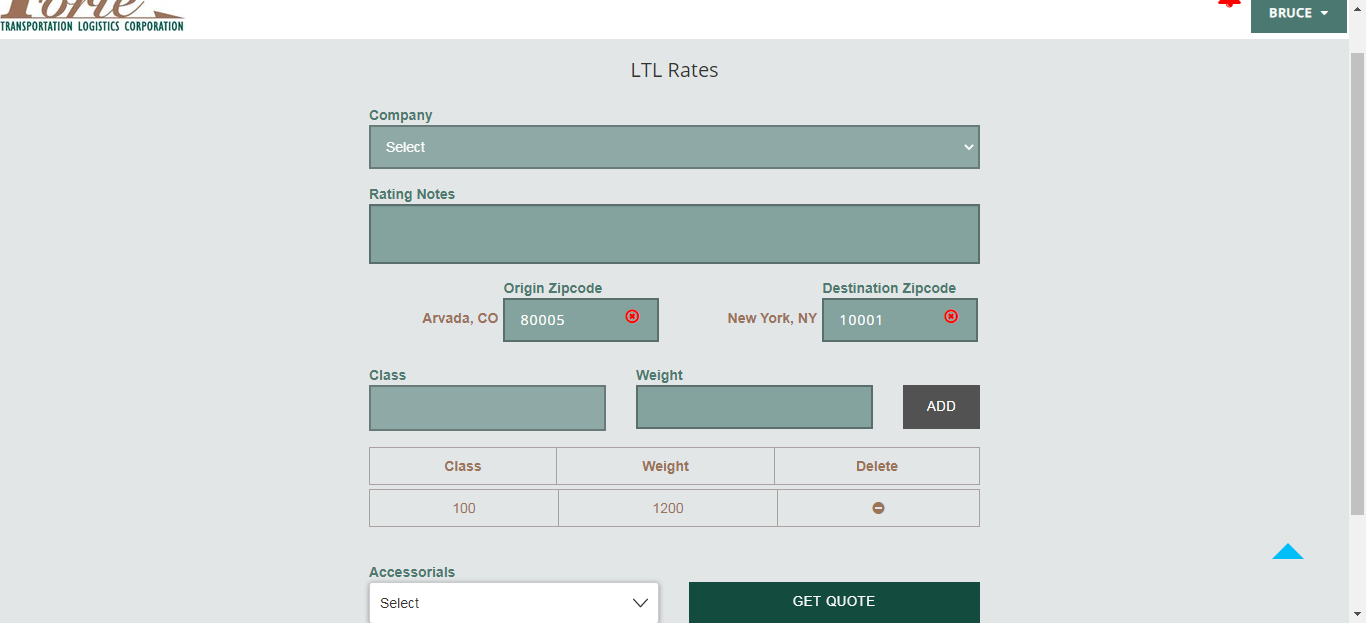 TRANSPORTATION LOGISTICS CORPORATION
BRUCE
LTL Rates
Company
Select
Rating Notes
Origin Zipcode
Destination Zipcode
Arvada, CO
80005
New York, NY
10001
Class
Weight
ADD
Class Weight Delete
100 1200
Accessorials
Select
GET QUOTE